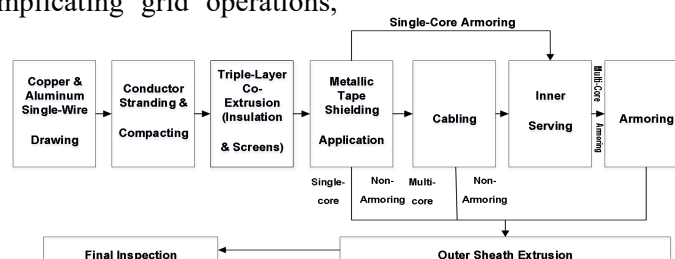 mplicating grid operations,
Single-Core Armoring
Copper &
Aluminum
Single-Wire
Drawing
Conductor
Stranding &
Compacting
Triple-Layer
Co-
Extrusion
(Insulation
& Screens)
Metallic
Tape
Shielding
Application
Cabling
Inner
Serving
Multi-Core
Armoring
Armoring
Single-
core
Non-
Armoring
Multi-
core
Non-
Armoring
Final Inspection
Outer Sheath Extrusion